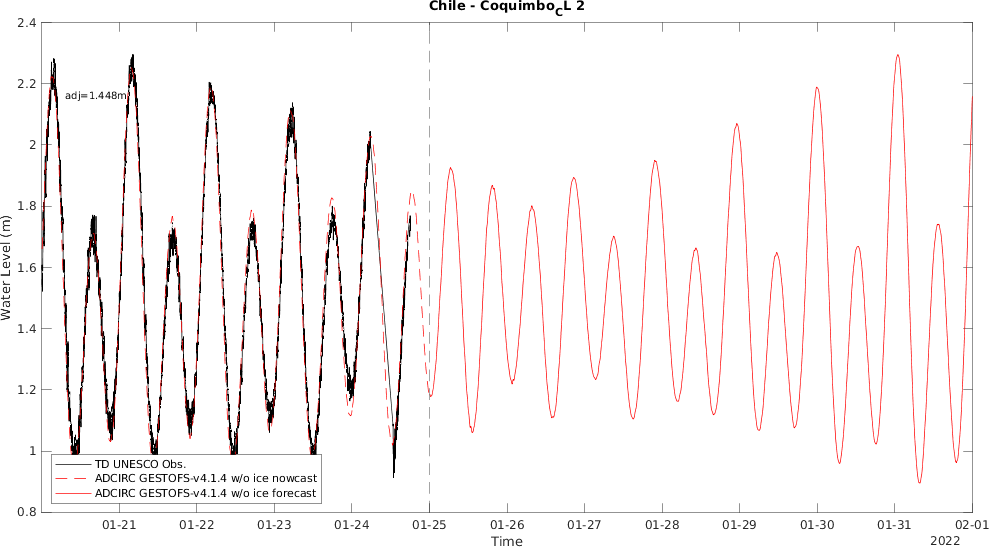 Chile - Coquimbo_CL 2
2.4
2.2
2
1.8
1.6
1.4
1.2
1
0.8
Water Level (m)
adj=1.448m
TD UNESCO Obs.
ADCIRC GESTOFS-v4.1.4 w/o ice nowcast
ADCIRC GESTOFS-v4.1.4 w/o ice forecast
01-21 01-22 01-23 01-24 01-25 01-26 01-27 01-28 01-29 01-30 01-31 02-01
Time
2022